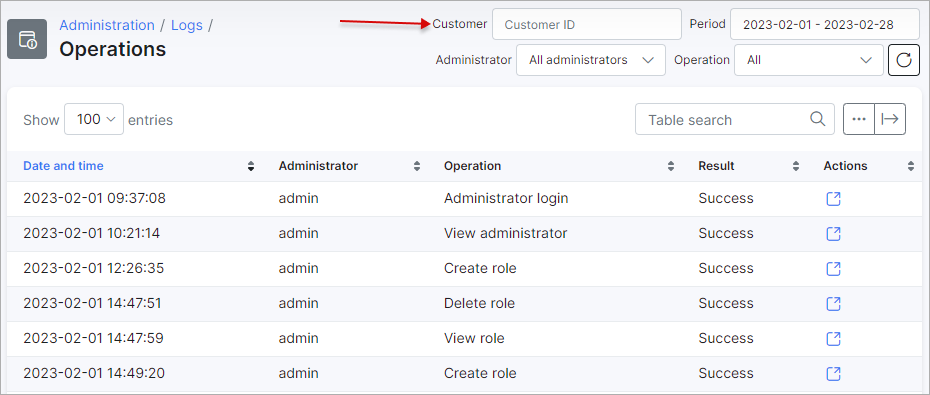 Administration / Logs /
Operations
Customer Customer ID Period 2023-02-01 - 2023-02-28
Administrator All administrators Operation All
Show 100 entries Table search
Date and time Administrator Operation Result Actions
2023-02-01 09:37:08 admin Administrator login Success
2023-02-01 10:21:14 admin View administrator Success
2023-02-01 12:26:35 admin Create role Success
2023-02-01 14:47:51 admin Delete role Success
2023-02-01 14:47:59 admin View role Success
2023-02-01 14:49:20 admin Create role Success